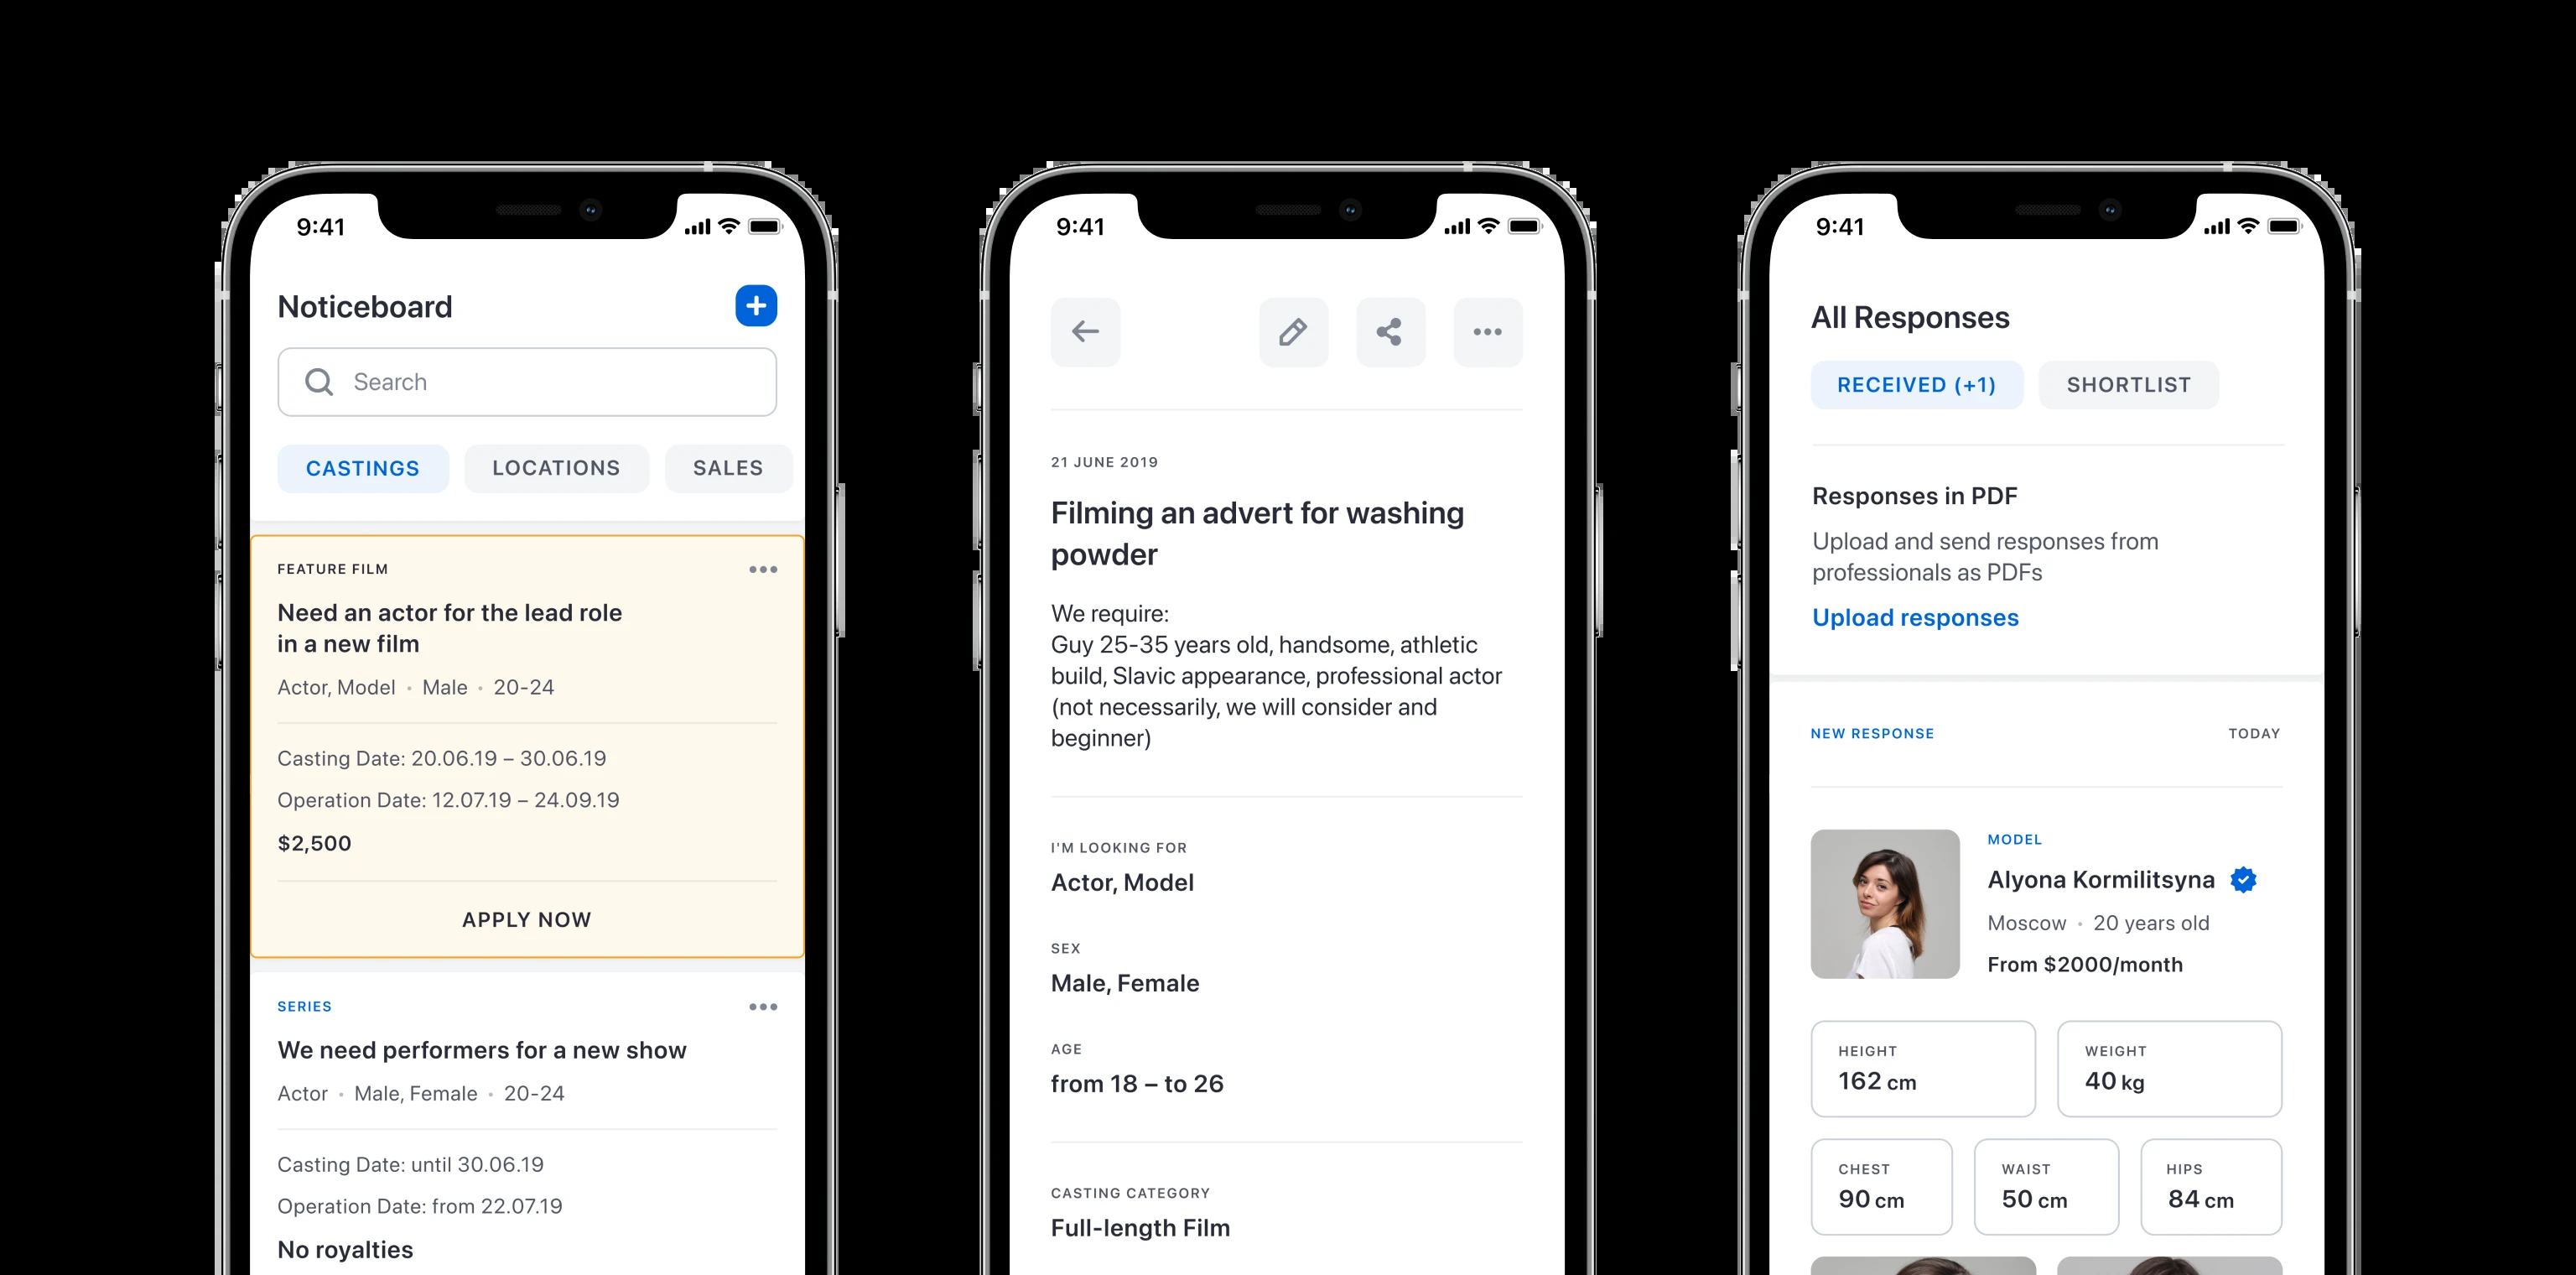 9:41
Noticeboard
Search
CASTINGS LOCATIONS SALES
FEATURE FILM
Need an actor for the lead role
in a new film
Actor, Model • Male • 20-24
Casting Date: 20.06.19 – 30.06.19
Operation Date: 12.07.19 – 24.09.19
$2,500
APPLY NOW
SERIES
We need performers for a new show
Actor • Male, Female • 20-24
Casting Date: until 30.06.19
Operation Date: from 22.07.19
No royalties
9:41
21 JUNE 2019
Filming an advert for washing
powder
We require:
Guy 25-35 years old, handsome, athletic
build, Slavic appearance, professional actor
(not necessarily, we will consider and
beginner)
I'M LOOKING FOR
Actor, Model
SEX
Male, Female
AGE
from 18 – to 26
CASTING CATEGORY
Full-length Film
9:41
All Responses
RECEIVED (+1) SHORTLIST
Responses in PDF
Upload and send responses from
professionals as PDFs
Upload responses
NEW RESPONSE TODAY
MODEL
Alyona Kormilitsyna
Moscow • 20 years old
From $2000/month
HEIGHT WEIGHT
162 cm 40 kg
CHEST WAIST HIPS
90 cm 50 cm 84 cm